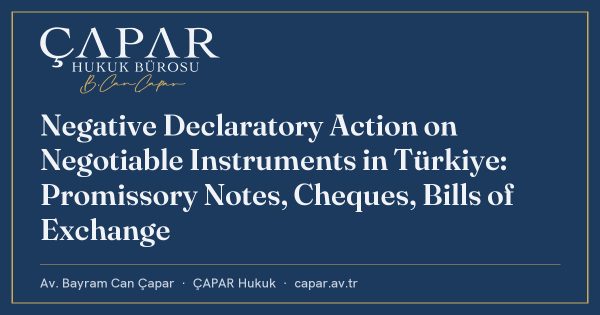 ÇAPAR
HUKUK BÜROSU
B. Can Çapar
Negative Declaratory Action on
Negotiable Instruments in Türkiye:
Promissory Notes, Cheques, Bills of
Exchange
Av. Bayram Can Çapar · ÇAPAR Hukuk · capar.av.tr